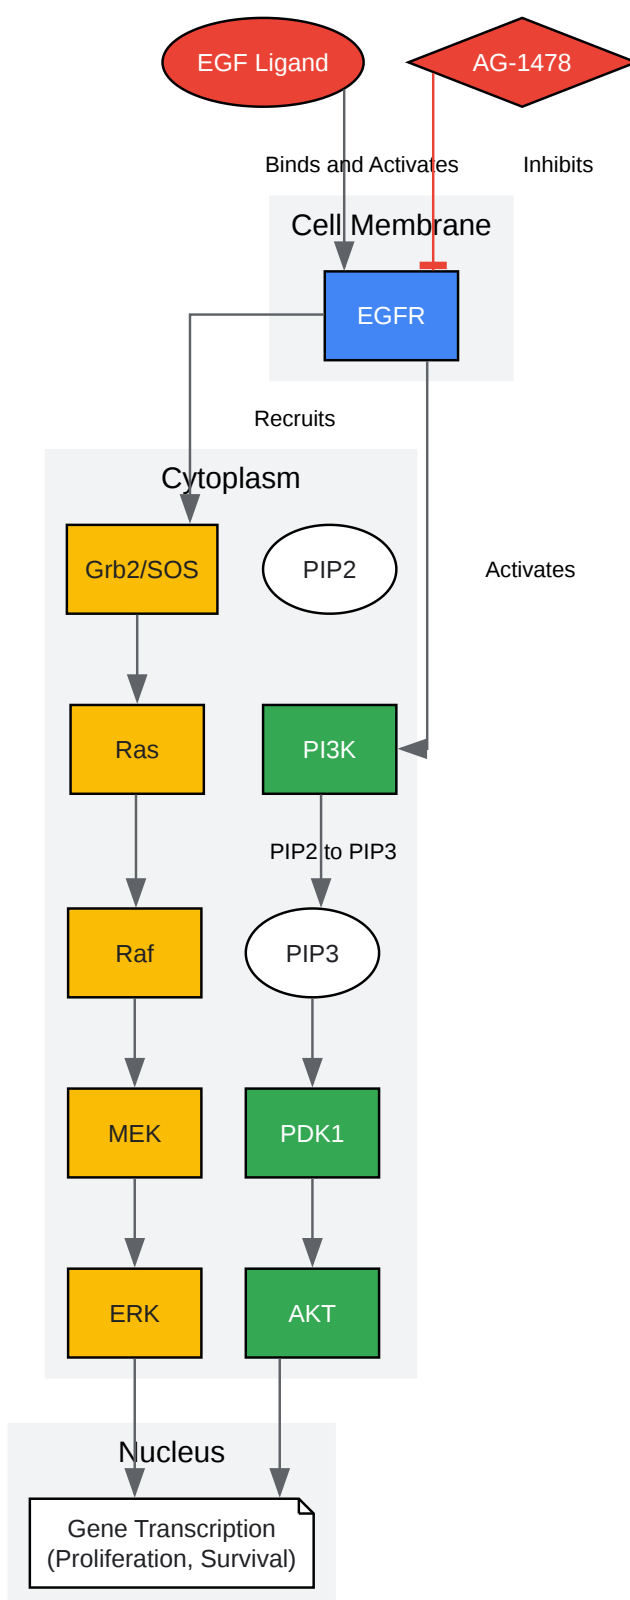 EGF Ligand
AG-1478
Binds and Activates
Inhibits
Cell Membrane
EGFR
Recruits
Cytoplasm
Grb2/SOS
PIP2
Activates
Ras
PI3K
PIP2 to PIP3
Raf
PIP3
MEK
PDK1
ERK
AKT
Nucleus
Gene Transcription
(Proliferation, Survival)